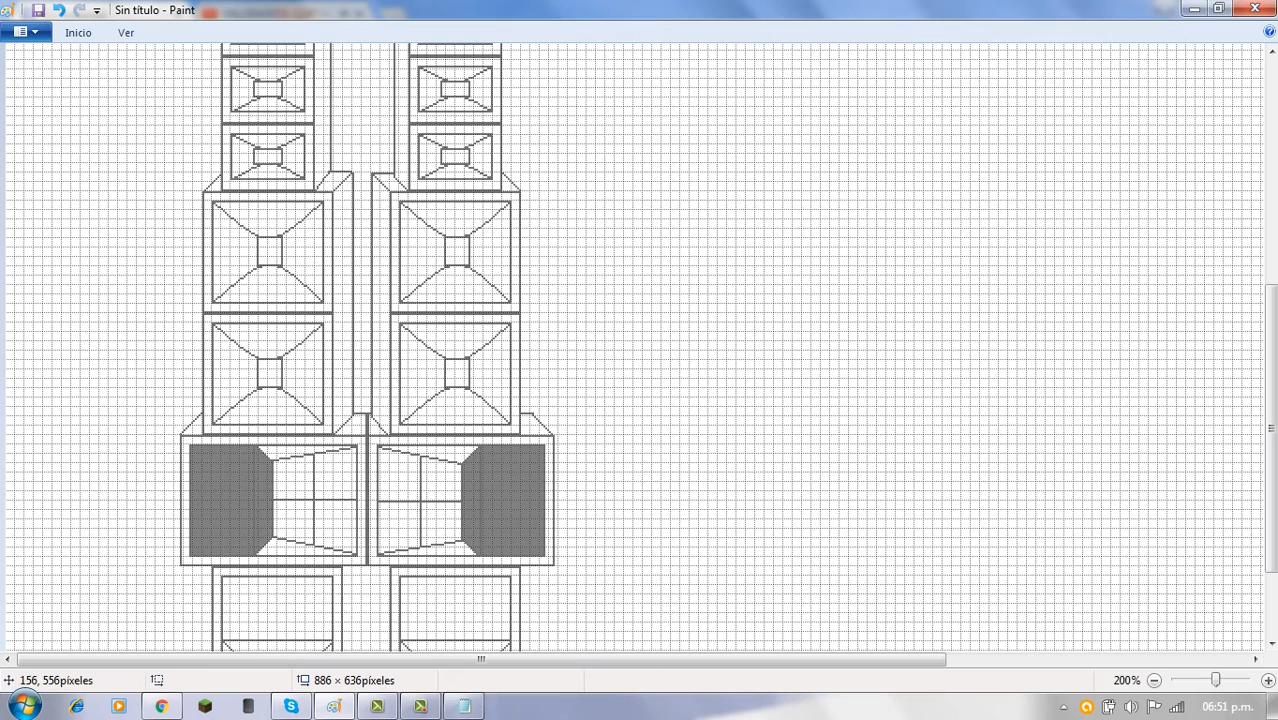 Sin título - Paint
Inicio Ver
156, 556píxeles 886 × 636píxeles 200%
06:51 p.m.